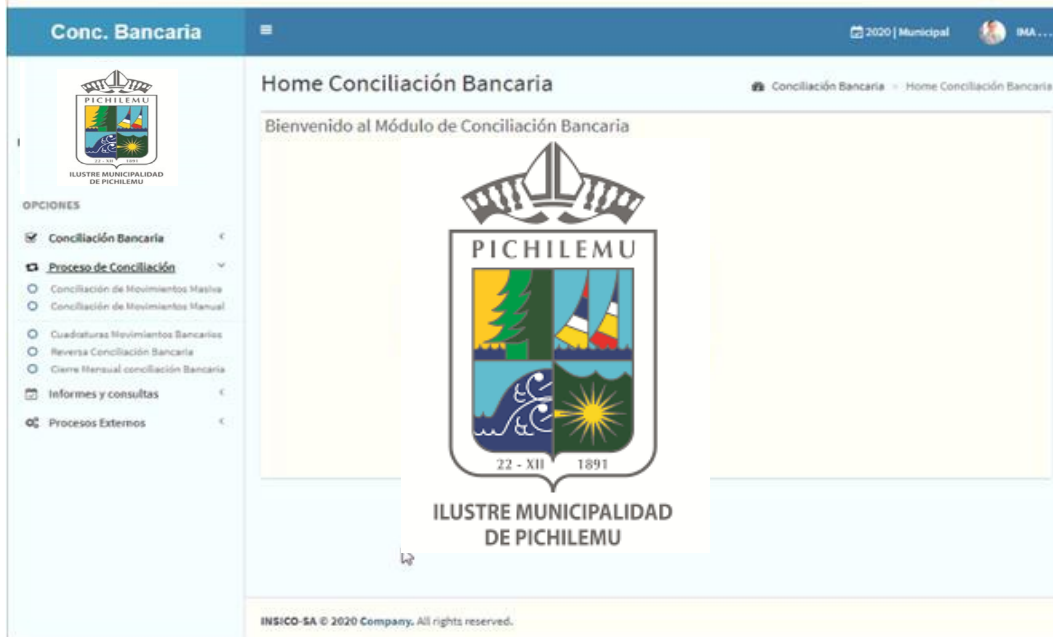 Conc. Bancaria
2020 | Municipal
IMA . . .
Home Conciliación Bancaria
Conciliación Bancaria > Home Conciliación Bancaria
Bienvenido al Módulo de Conciliación Bancaria
PICHILEMU
22 - XII 1891
ILUSTRE MUNICIPALIDAD
DE PICHILEMU
OPCIONES
Conciliación Bancaria
Proceso de Conciliación
Conciliación de Movimientos Masiva
Conciliación de Movimientos Manual
Cuadraturas Movimientos Bancarios
Reversa Conciliación Bancaria
Cierre Mensual conciliación Bancaria
Informes y consultas
Procesos Externos
PICHILEMU
22 - XII 1891
ILUSTRE MUNICIPALIDAD
DE PICHILEMU
INSICO-SA © 2020 Company. All rights reserved.